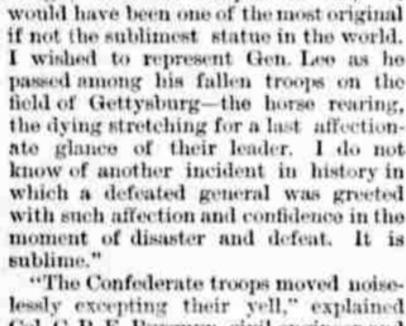 would have been one of the most original
if not the sublimest statue in the world.
I wished to represent Gen. Lee as he
passed among his fallen troops on the
field of Gettysburg—the horse rearing,
the dying stretching for a last affection-
ate glance of their leader. I do not
know of another incident in history in
which a defeated general was greeted
with such affection and confidence in the
moment of disaster and defeat. It is
sublime."
"The Confederate troops moved noise-
lessly excepting their yell," explained